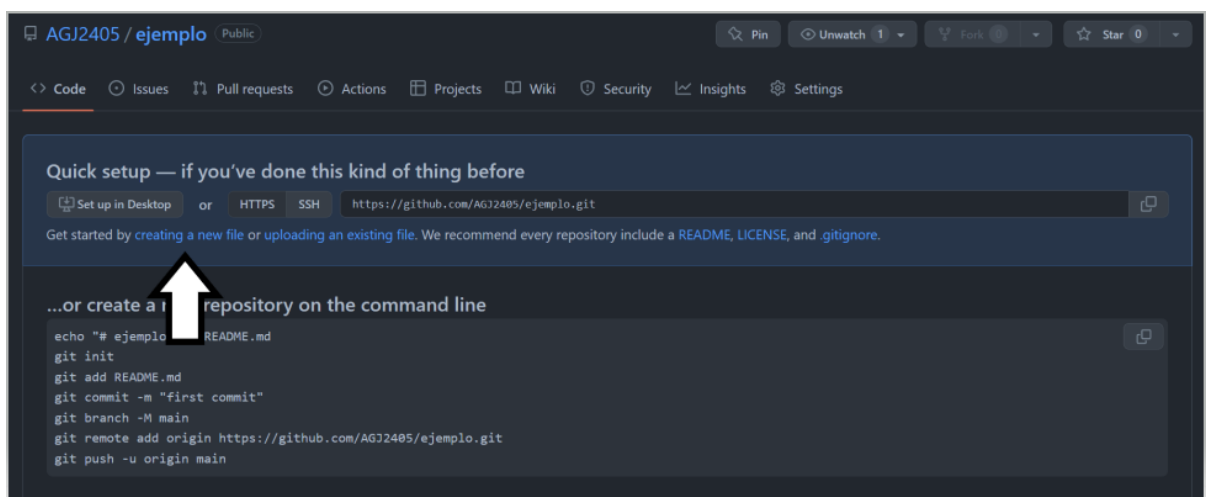 AGJ2405 / ejemplo Public
Pin Unwatch 1 Fork 0 Star 0
Code Issues Pull requests Actions Projects Wiki Security Insights Settings
Quick setup — if you've done this kind of thing before
Set up in Desktop or HTTPS SSH https://github.com/AGJ2405/ejemplo.git
Get started by creating a new file or uploading an existing file. We recommend every repository include a README, LICENSE, and .gitignore.
...or create a repository on the command line
echo "# ejemplo README.md
git init
git add README.md
git commit -m "first commit"
git branch -M main
git remote add origin https://github.com/AGJ2405/ejemplo.git
git push -u origin main